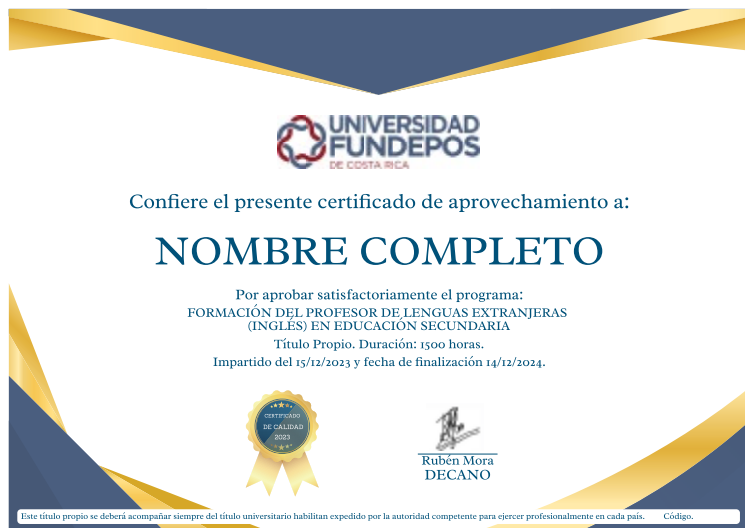 UNIVERSIDAD
FUNDEPOS
DE COSTA RICA
Confiere el presente certificado de aprovechamiento a:
NOMBRE COMPLETO
Por aprobar satisfactoriamente el programa:
FORMACIÓN DEL PROFESOR DE LENGUAS EXTRANJERAS
(INGLÉS) EN EDUCACIÓN SECUNDARIA
Título Propio. Duración: 1500 horas.
Impartido del 15/12/2023 y fecha de finalización 14/12/2024.
CERTIFICADO
DE CALIDAD
2023
Rubén Mora
DECANO
Este título propio se deberá acompañar siempre del título universitario habilitan expedido por la autoridad competente para ejercer profesionalmente en cada país. Código.